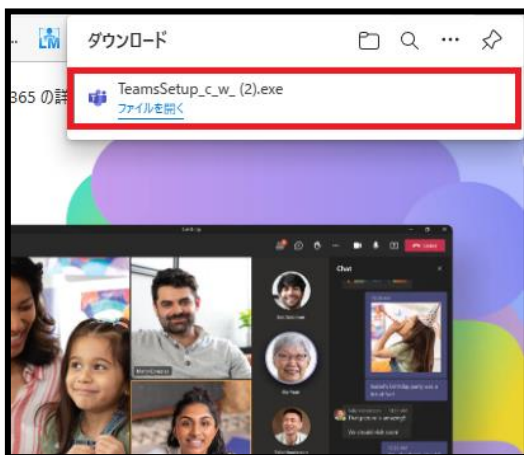 ... LM
ダウンロード
...
365 の詳
TeamsSetup_c_w_ (2).exe
ファイルを開く
Chat